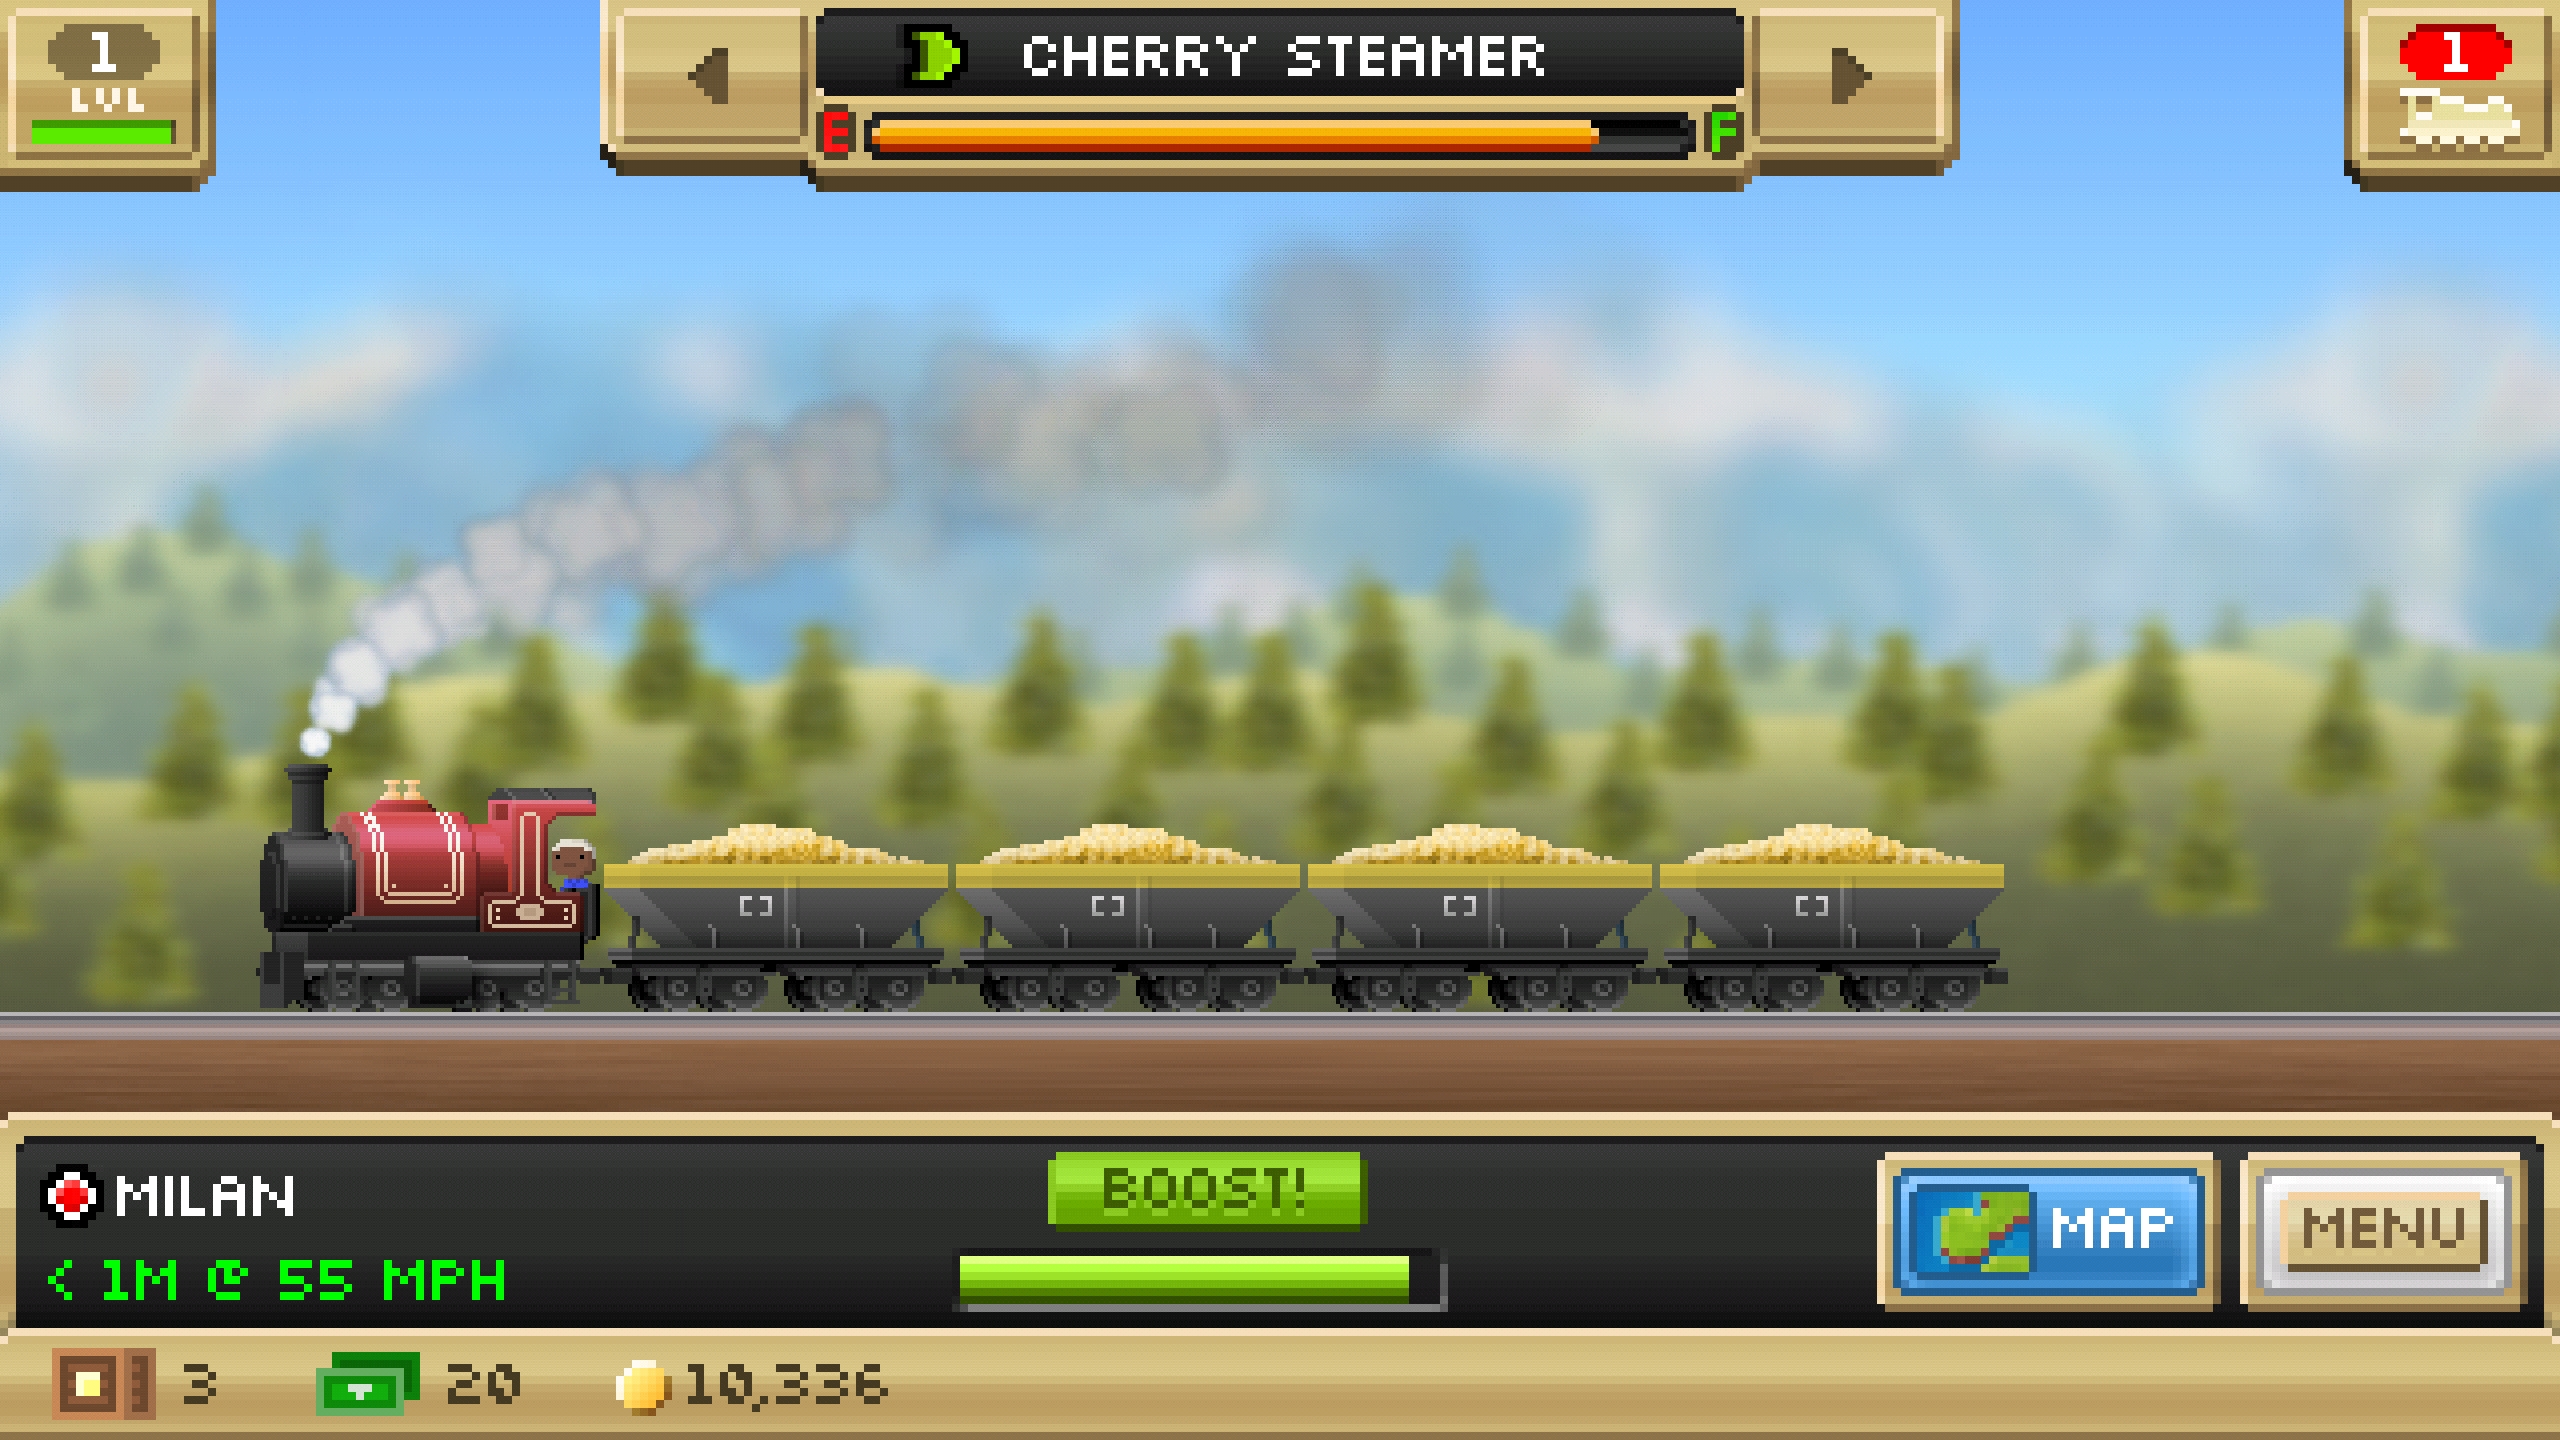 1
LVL
CHERRY STEAMER
E F
1
MILAN
< 1M @ 55 MPH
BOOST!
MAP
MENU
3
20
10,336